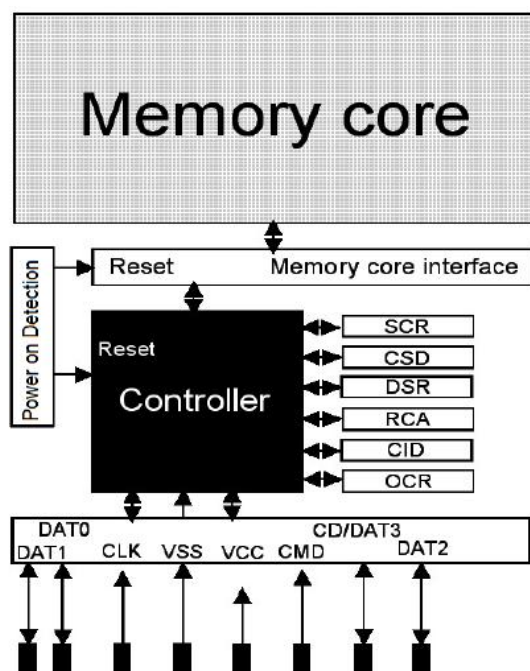 Memory core
Reset Memory core interface
Power on Detection
Reset
Controller
SCR
CSD
DSR
RCA
CID
OCR
DAT0 CD/DAT3
DAT1 CLK VSS VCC CMD DAT2